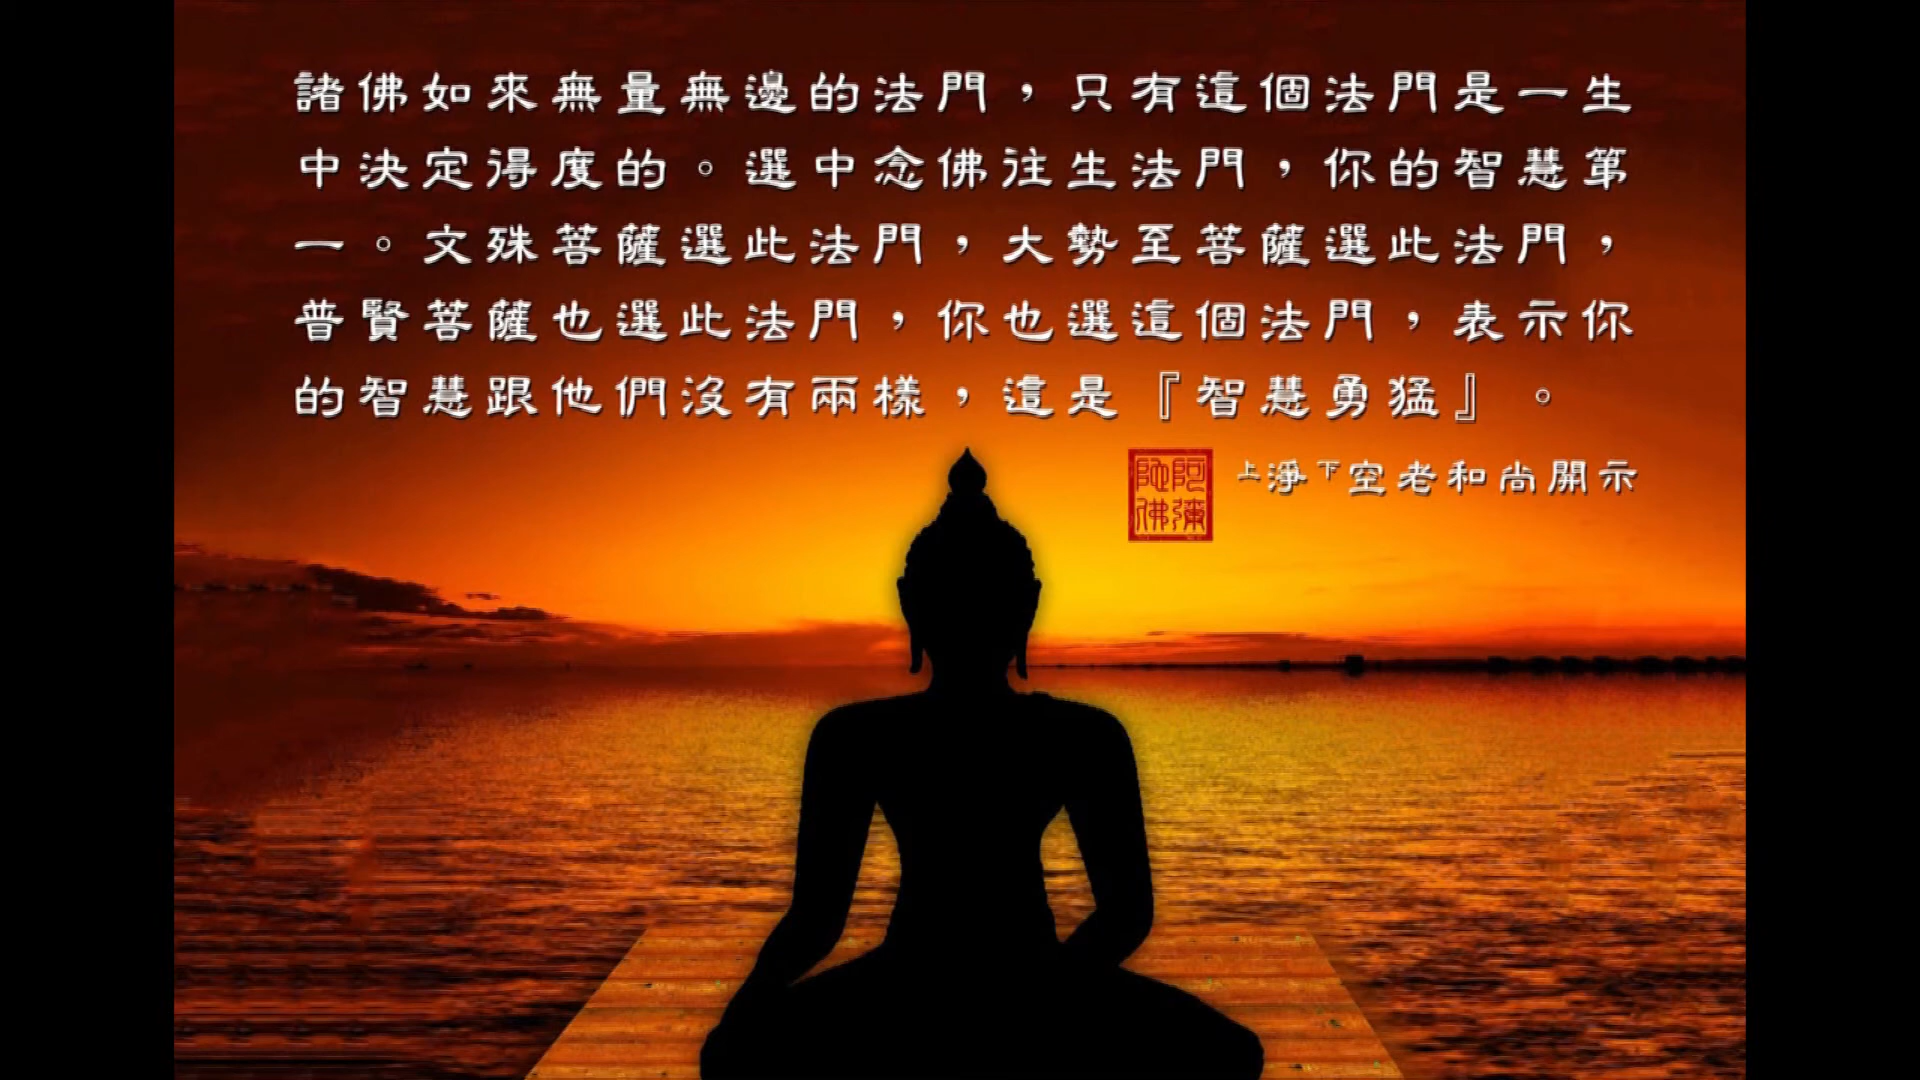 諸佛如來無量無邊的法門，只有這個法門是一生
中決定得度的。選中念佛往生法門，你的智慧第
一。文殊菩薩選此法門，大勢至菩薩選此法門，
普賢菩薩也選此法門，你也選這個法門，表示你
的智慧跟他們沒有兩樣，這是『智慧勇猛』。
上淨下空老和尚開示
阿彌陀佛